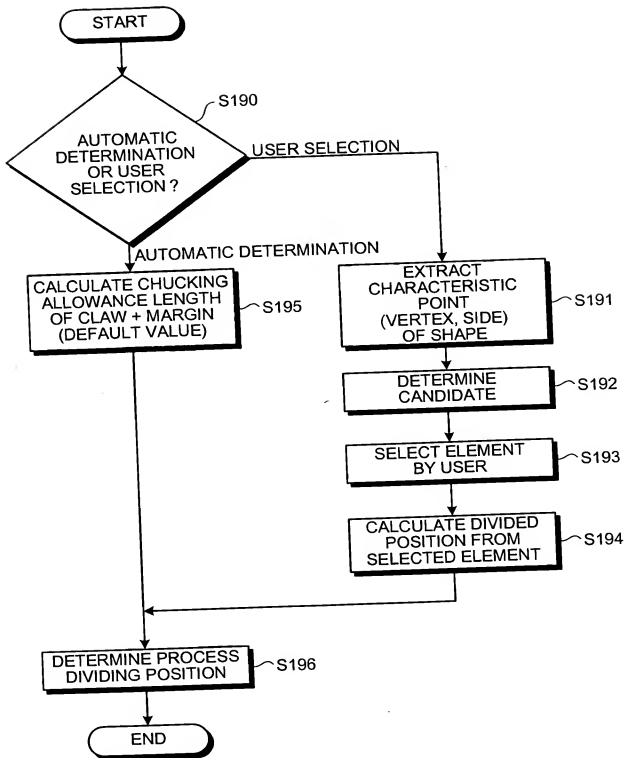 START
S190
AUTOMATIC
DETERMINATION
OR USER
SELECTION ?
USER SELECTION
AUTOMATIC DETERMINATION
CALCULATE CHUCKING
ALLOWANCE LENGTH
OF CLAW + MARGIN
(DEFAULT VALUE)
S195
EXTRACT
CHARACTERISTIC
POINT
(VERTEX, SIDE)
OF SHAPE
S191
DETERMINE
CANDIDATE
S192
SELECT ELEMENT
BY USER
S193
CALCULATE DIVIDED
POSITION FROM
SELECTED ELEMENT
S194
DETERMINE PROCESS
DIVIDING POSITION
S196
END